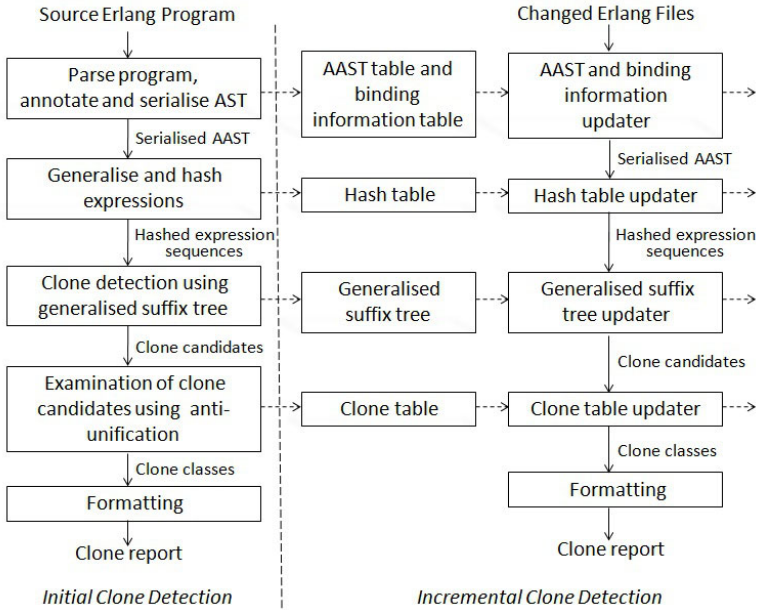 Source Erlang Program
Parse program,
annotate and serialise AST
Serialised AAST
Generalise and hash
expressions
Hashed expression
sequences
Clone detection using
generalised suffix tree
Clone candidates
Examination of clone
candidates using anti-
unification
Clone classes
Formatting
Clone report
Initial Clone Detection
AAST table and
binding
information table
Hash table
Generalised
suffix tree
Clone table
Changed Erlang Files
AAST and binding
information
updater
Serialised AAST
Hash table updater
Hashed expression
sequences
Generalised suffix
tree updater
Clone candidates
Clone table updater
Clone classes
Formatting
Clone report
Incremental Clone Detection